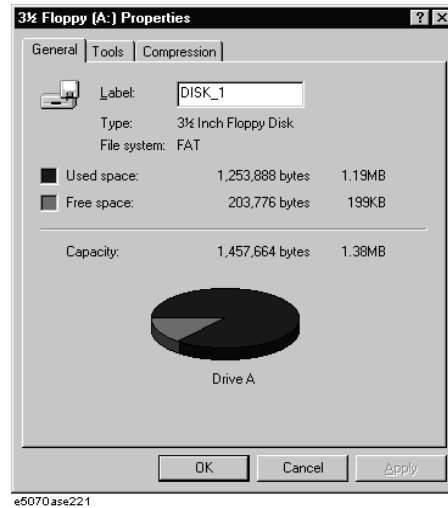 3½ Floppy (A:) Properties ? X
General Tools Compression
Label: DISK_1
Type: 3½ Inch Floppy Disk
File system: FAT
Used space: 1,253,888 bytes 1.19MB
Free space: 203,776 bytes 199KB
Capacity: 1,457,664 bytes 1.38MB
Drive A
OK Cancel Apply
e5070ase221